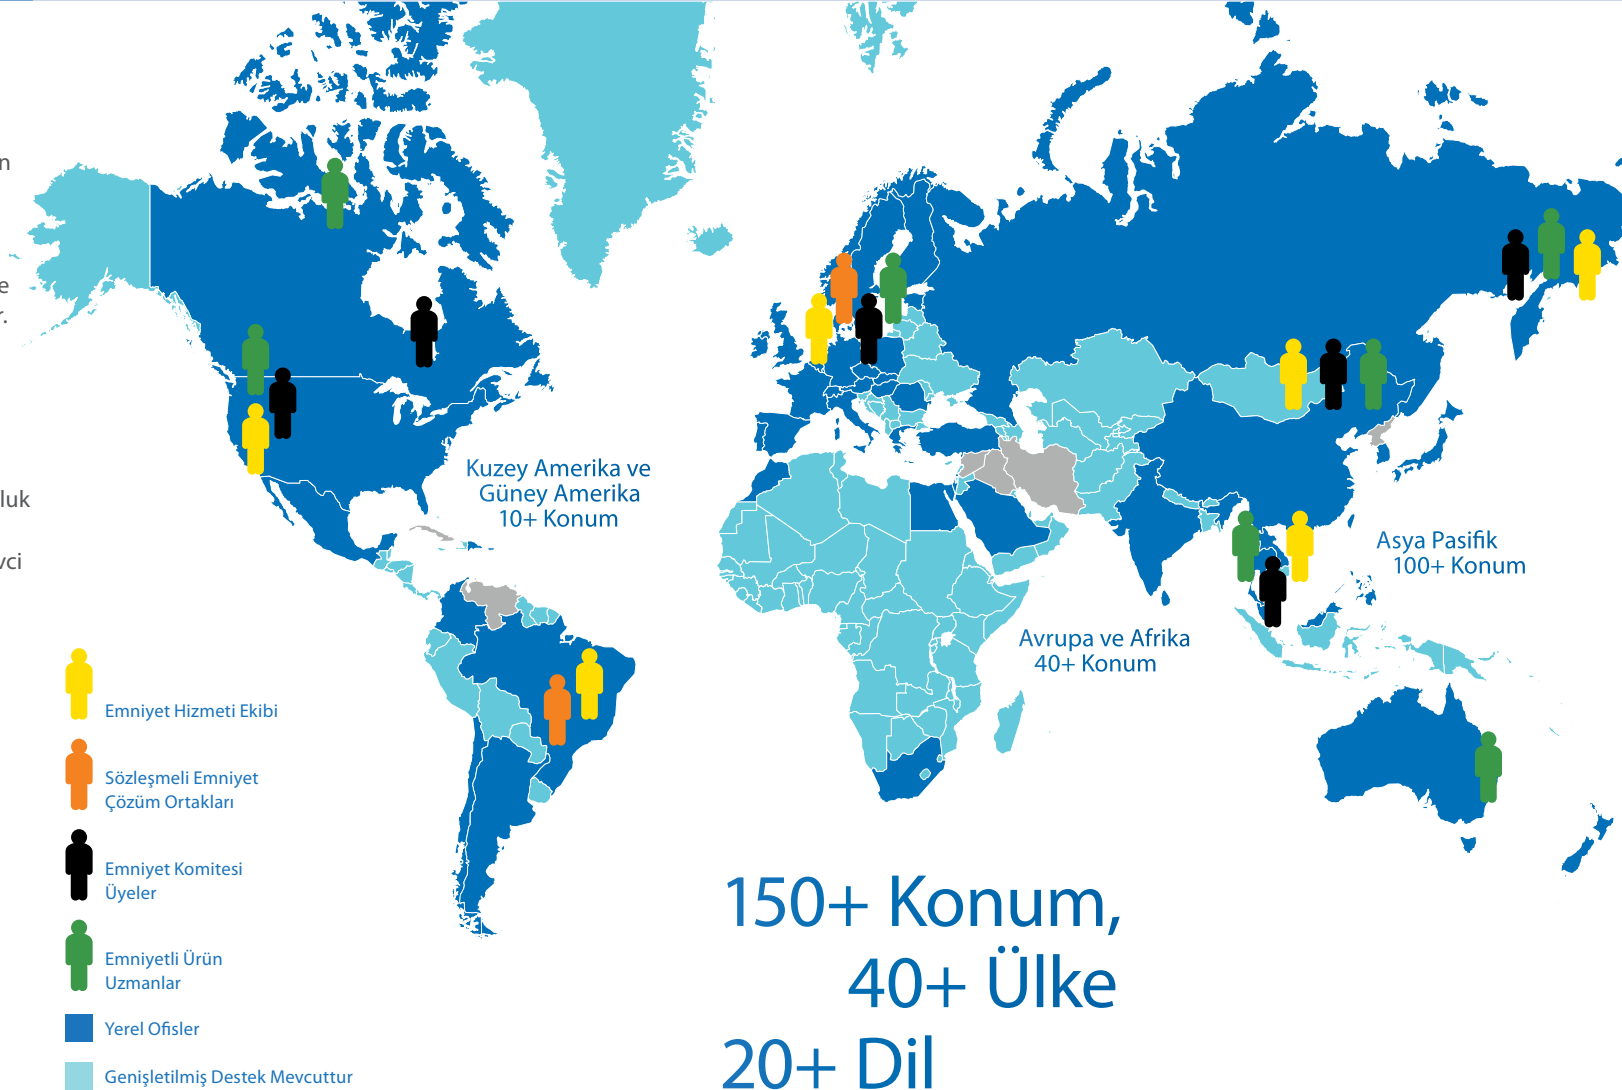 n
e
r.
luk
vci
Kuzey Amerika ve
Güney Amerika
10+ Konum
Asya Pasifik
100+ Konum
Avrupa ve Afrika
40+ Konum
Emniyet Hizmeti Ekibi
Sözleşmeli Emniyet
Çözüm Ortakları
Emniyet Komitesi
Üyeler
Emniyetli Ürün
Uzmanlar
Yerel Ofisler
Genişletilmiş Destek Mevcuttur
150+ Konum,
40+ Ülke
20+ Dil